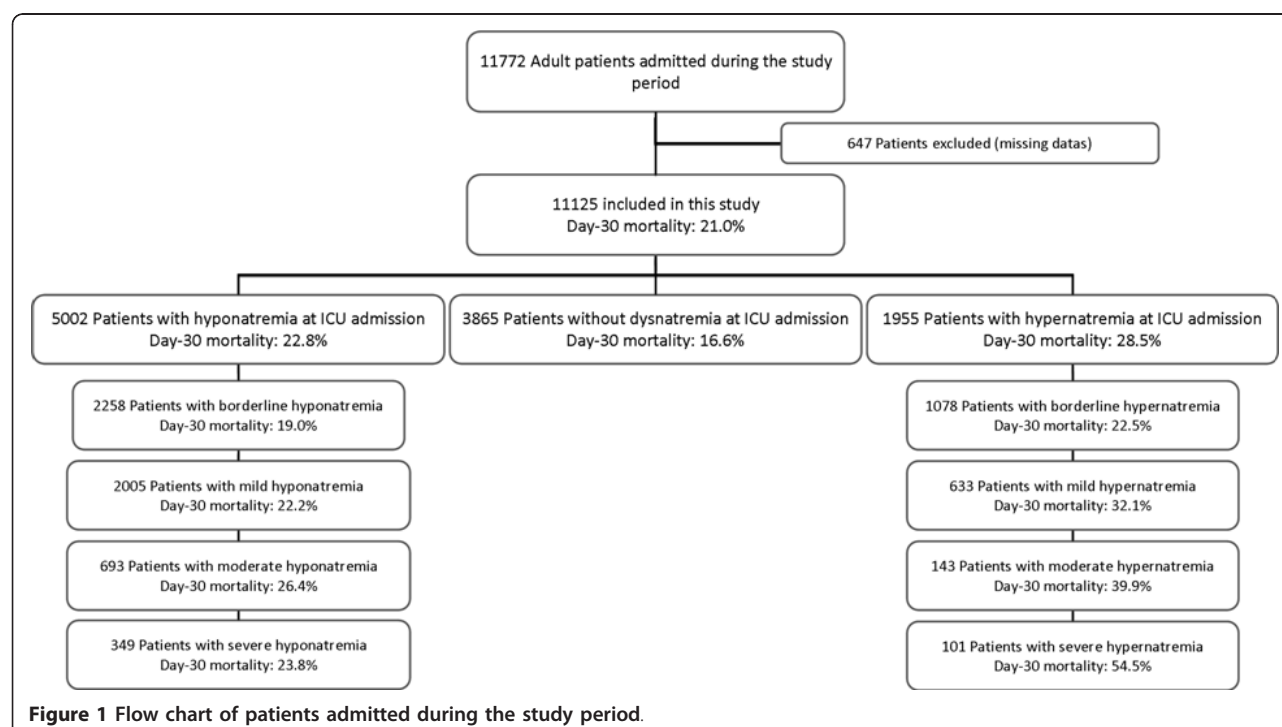 11772 Adult patients admitted during the study
period
647 Patients excluded (missing datas)
11125 included in this study
Day-30 mortality: 21.0%
5002 Patients with hyponatremia at ICU admission
Day-30 mortality: 22.8%
3865 Patients without dysnatremia at ICU admission
Day-30 mortality: 16.6%
1955 Patients with hypernatremia at ICU admission
Day-30 mortality: 28.5%
2258 Patients with borderline hyponatremia
Day-30 mortality: 19.0%
1078 Patients with borderline hypernatremia
Day-30 mortality: 22.5%
2005 Patients with mild hyponatremia
Day-30 mortality: 22.2%
633 Patients with mild hypernatremia
Day-30 mortality: 32.1%
693 Patients with moderate hyponatremia
Day-30 mortality: 26.4%
143 Patients with moderate hypernatremia
Day-30 mortality: 39.9%
349 Patients with severe hyponatremia
Day-30 mortality: 23.8%
101 Patients with severe hypernatremia
Day-30 mortality: 54.5%
Figure 1 Flow chart of patients admitted during the study period.